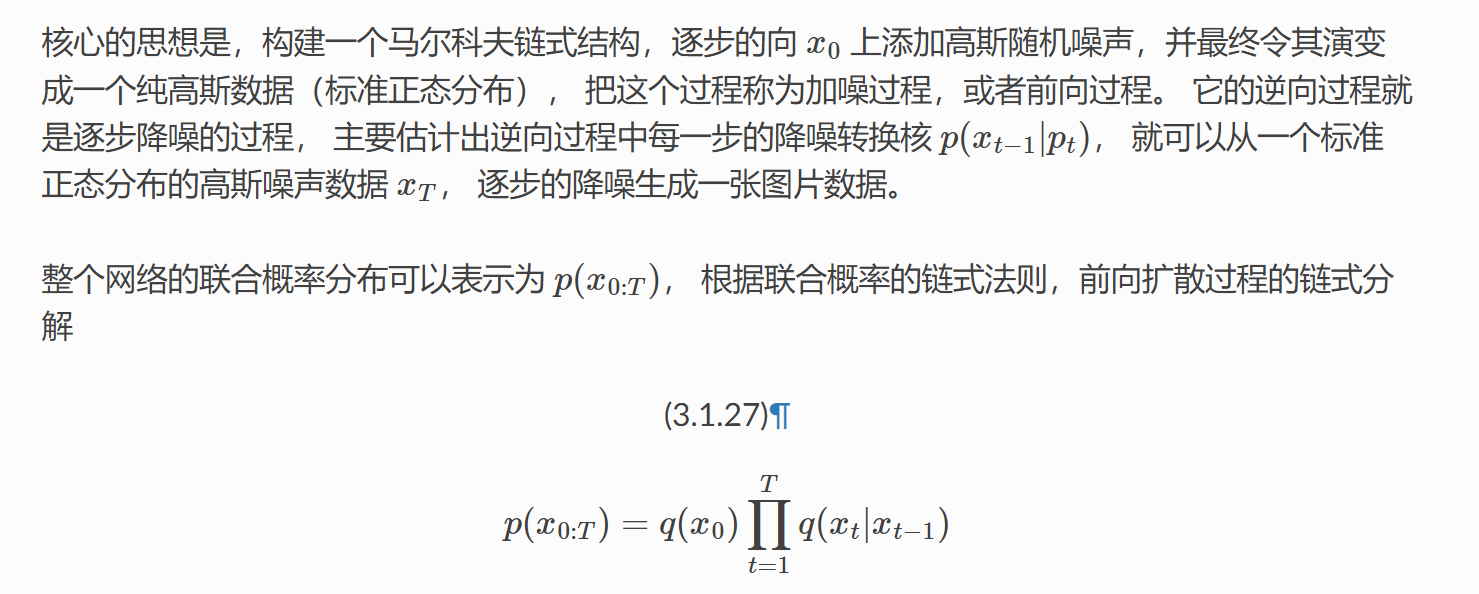 核心的思想是，构建一个马尔科夫链式结构，逐步的向 $x_0$ 上添加高斯随机噪声，并最终令其演变
成一个纯高斯数据（标准正态分布）， 把这个过程称为加噪过程，或者前向过程。 它的逆向过程就
是逐步降噪的过程， 主要估计出逆向过程中每一步的降噪转换核 $p(x_{t-1}|p_t)$， 就可以从一个标准
正态分布的高斯噪声数据 $x_T$， 逐步的降噪生成一张图片数据。
整个网络的联合概率分布可以表示为 $p(x_{0:T})$， 根据联合概率的链式法则，前向扩散过程的链式分
解
(3.1.27)¶
$p(x_{0:T}) = q(x_0) \prod_{t=1}^{T} q(x_t|x_{t-1})$